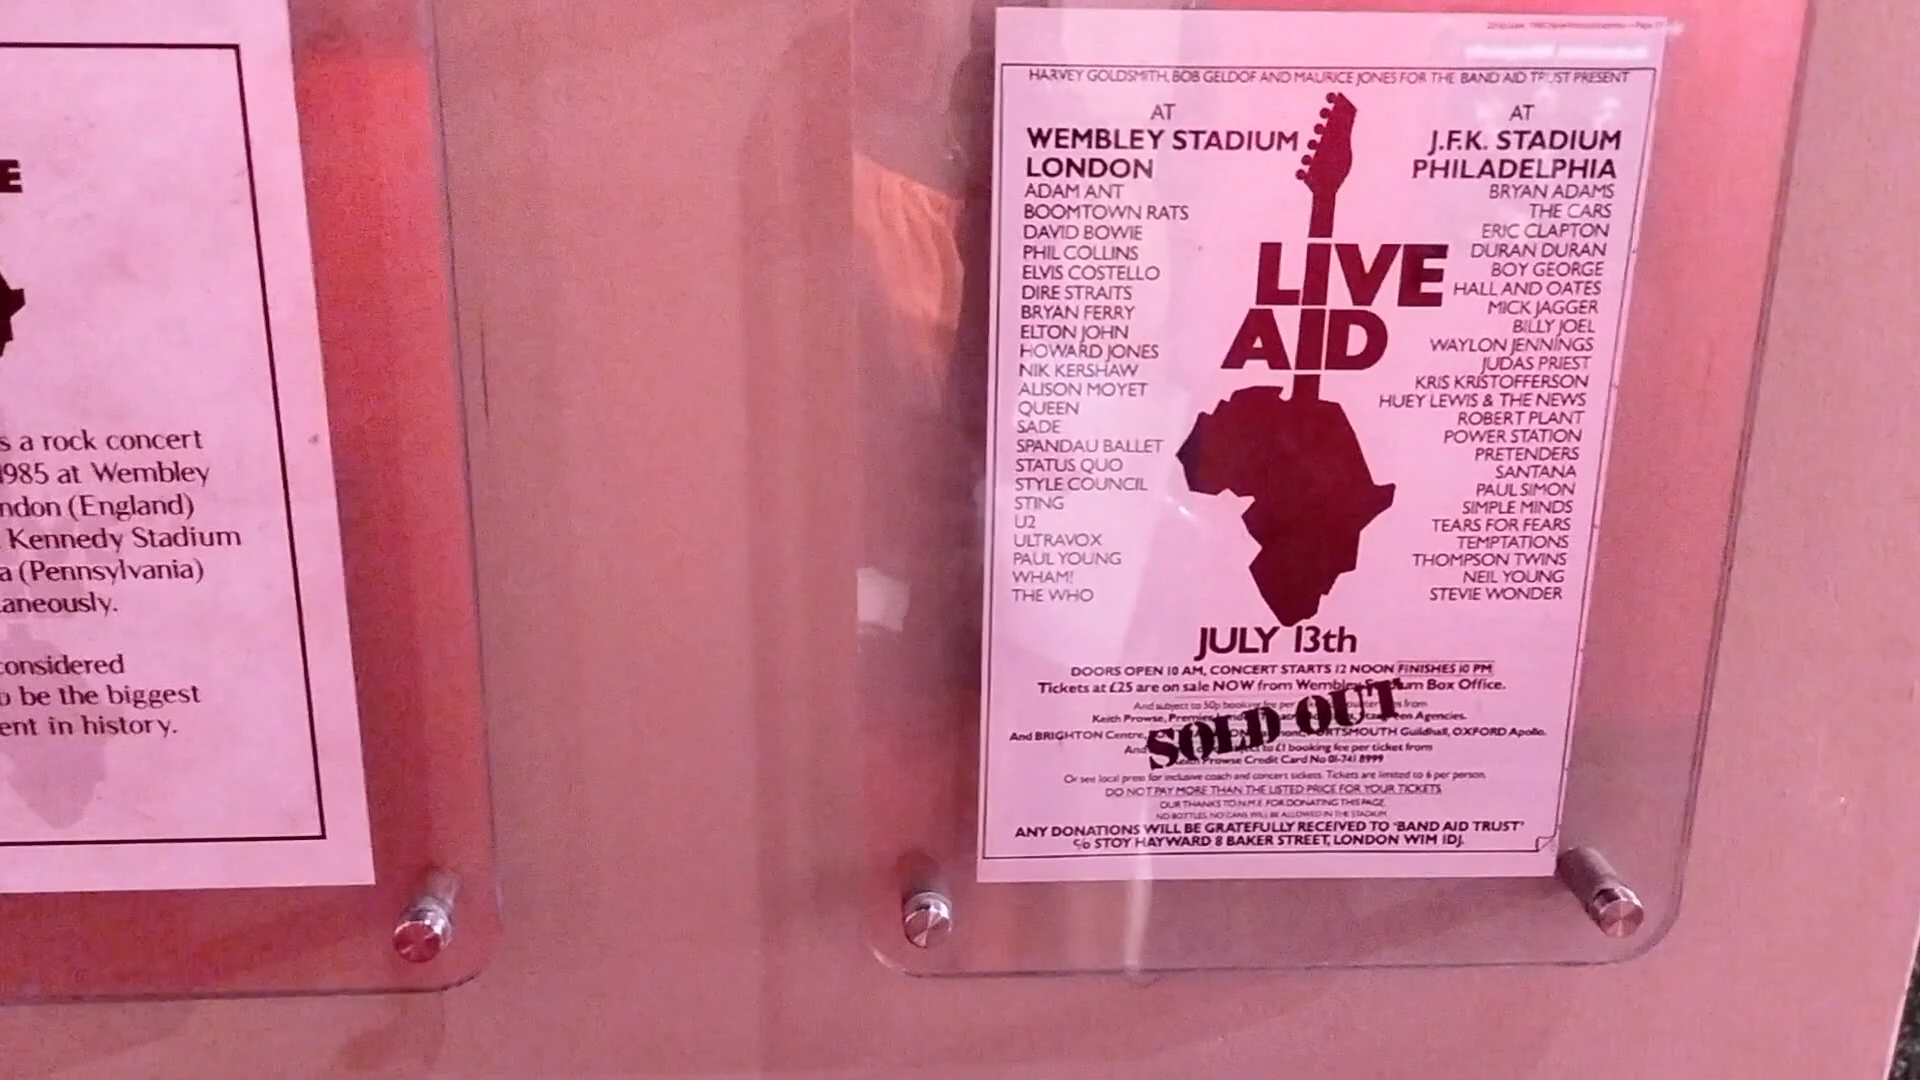 E
s a rock concert
1985 at Wembley
ndon (England)
. Kennedy Stadium
a (Pennsylvania)
aneously.
considered
o be the biggest
ent in history.
HARVEY GOLDSMITH, BOB GELDOF AND MAURICE JONES FOR THE BAND AID TRUST PRESENT
AT
WEMBLEY STADIUM
LONDON
ADAM ANT
BOOMTOWN RATS
DAVID BOWIE
PHIL COLLINS
ELVIS COSTELLO
DIRE STRAITS
BRYAN FERRY
ELTON JOHN
HOWARD JONES
NIK KERSHAW
ALISON MOYET
QUEEN
SADE
SPANDAU BALLET
STATUS QUO
STYLE COUNCIL
STING
U2
ULTRAVOX
PAUL YOUNG
WHAM!
THE WHO
LIVE
AID
AT
J.F.K. STADIUM
PHILADELPHIA
BRYAN ADAMS
THE CARS
ERIC CLAPTON
DURAN DURAN
BOY GEORGE
HALL AND OATES
MICK JAGGER
BILLY JOEL
WAYLON JENNINGS
JUDAS PRIEST
KRIS KRISTOFFERSON
HUEY LEWIS & THE NEWS
ROBERT PLANT
POWER STATION
PRETENDERS
SANTANA
PAUL SIMON
SIMPLE MINDS
TEARS FOR FEARS
TEMPTATIONS
THOMPSON TWINS
NEIL YOUNG
STEVIE WONDER
JULY 13th
DOORS OPEN 10 AM, CONCERT STARTS 12 NOON FINISHES 10 PM
Tickets at £25 are on sale NOW from Wembley Stadium Box Office.
And subject to 50p booking fee per from
Keith Prowse, Agencies.
And BRIGHTON Centre, PORTSMOUTH Guildhall, OXFORD Apollo.
And to £1 booking fee per ticket from
Keith Prowse Credit Card No 01-741 8999
SOLD OUT
Or see local press for inclusive coach and concert tickets. Tickets are limited to 6 per person.
DO NOT PAY MORE THAN THE LISTED PRICE FOR YOUR TICKETS
OUR THANKS TO N.M.E. FOR DONATING THIS PAGE.
NO BOTTLES, NO CANS WILL BE ALLOWED IN THE STADIUM.
ANY DONATIONS WILL BE GRATEFULLY RECEIVED TO 'BAND AID TRUST'
c/o STOY HAYWARD 8 BAKER STREET, LONDON W1M 1DJ.